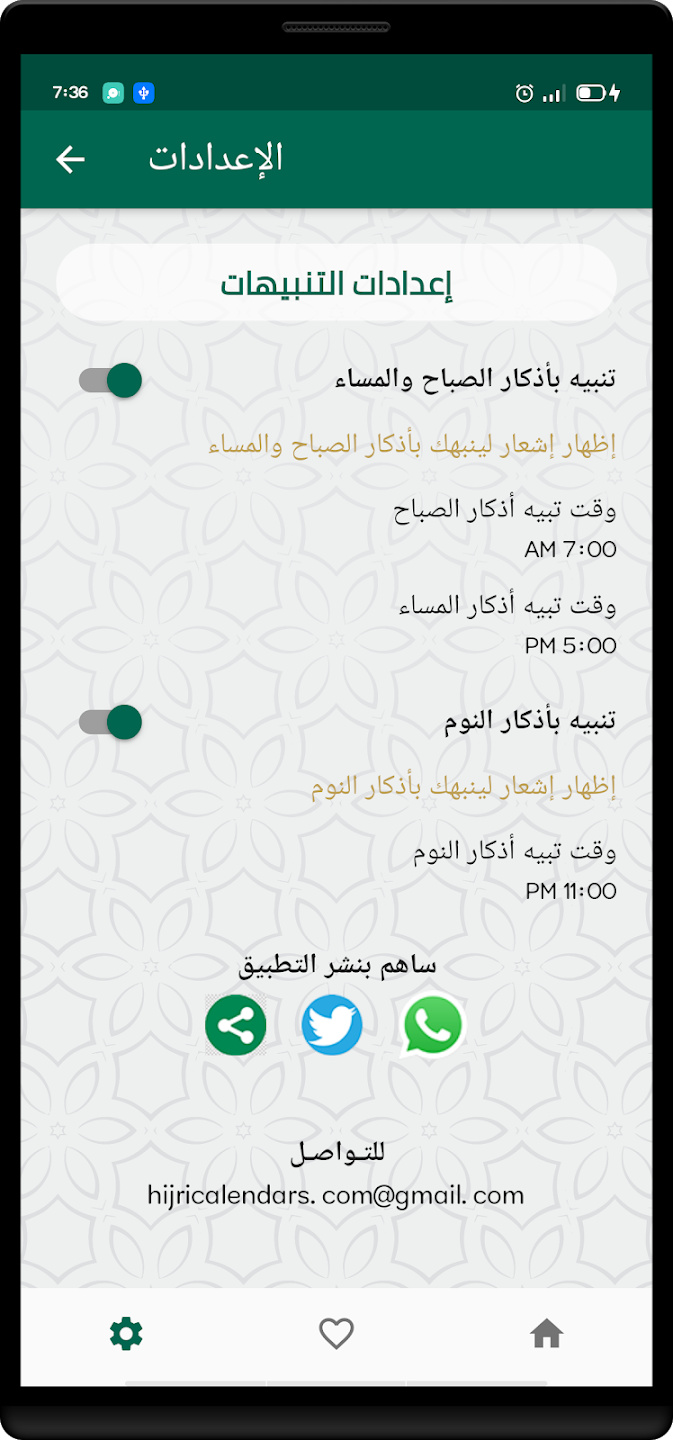 7:36
الإعدادات
إعدادات التنبيهات
تنبيه بأذكار الصباح والمساء
إظهار إشعار لينبهك بأذكار الصباح والمساء
وقت تبيه أذكار الصباح
7:00 AM
وقت تبيه أذكار المساء
5:00 PM
تنبيه بأذكار النوم
إظهار إشعار لينبهك بأذكار النوم
وقت تبيه أذكار النوم
11:00 PM
ساهم بنشر التطبيق
للتـواصـل
hijricalendars. com@gmail. com